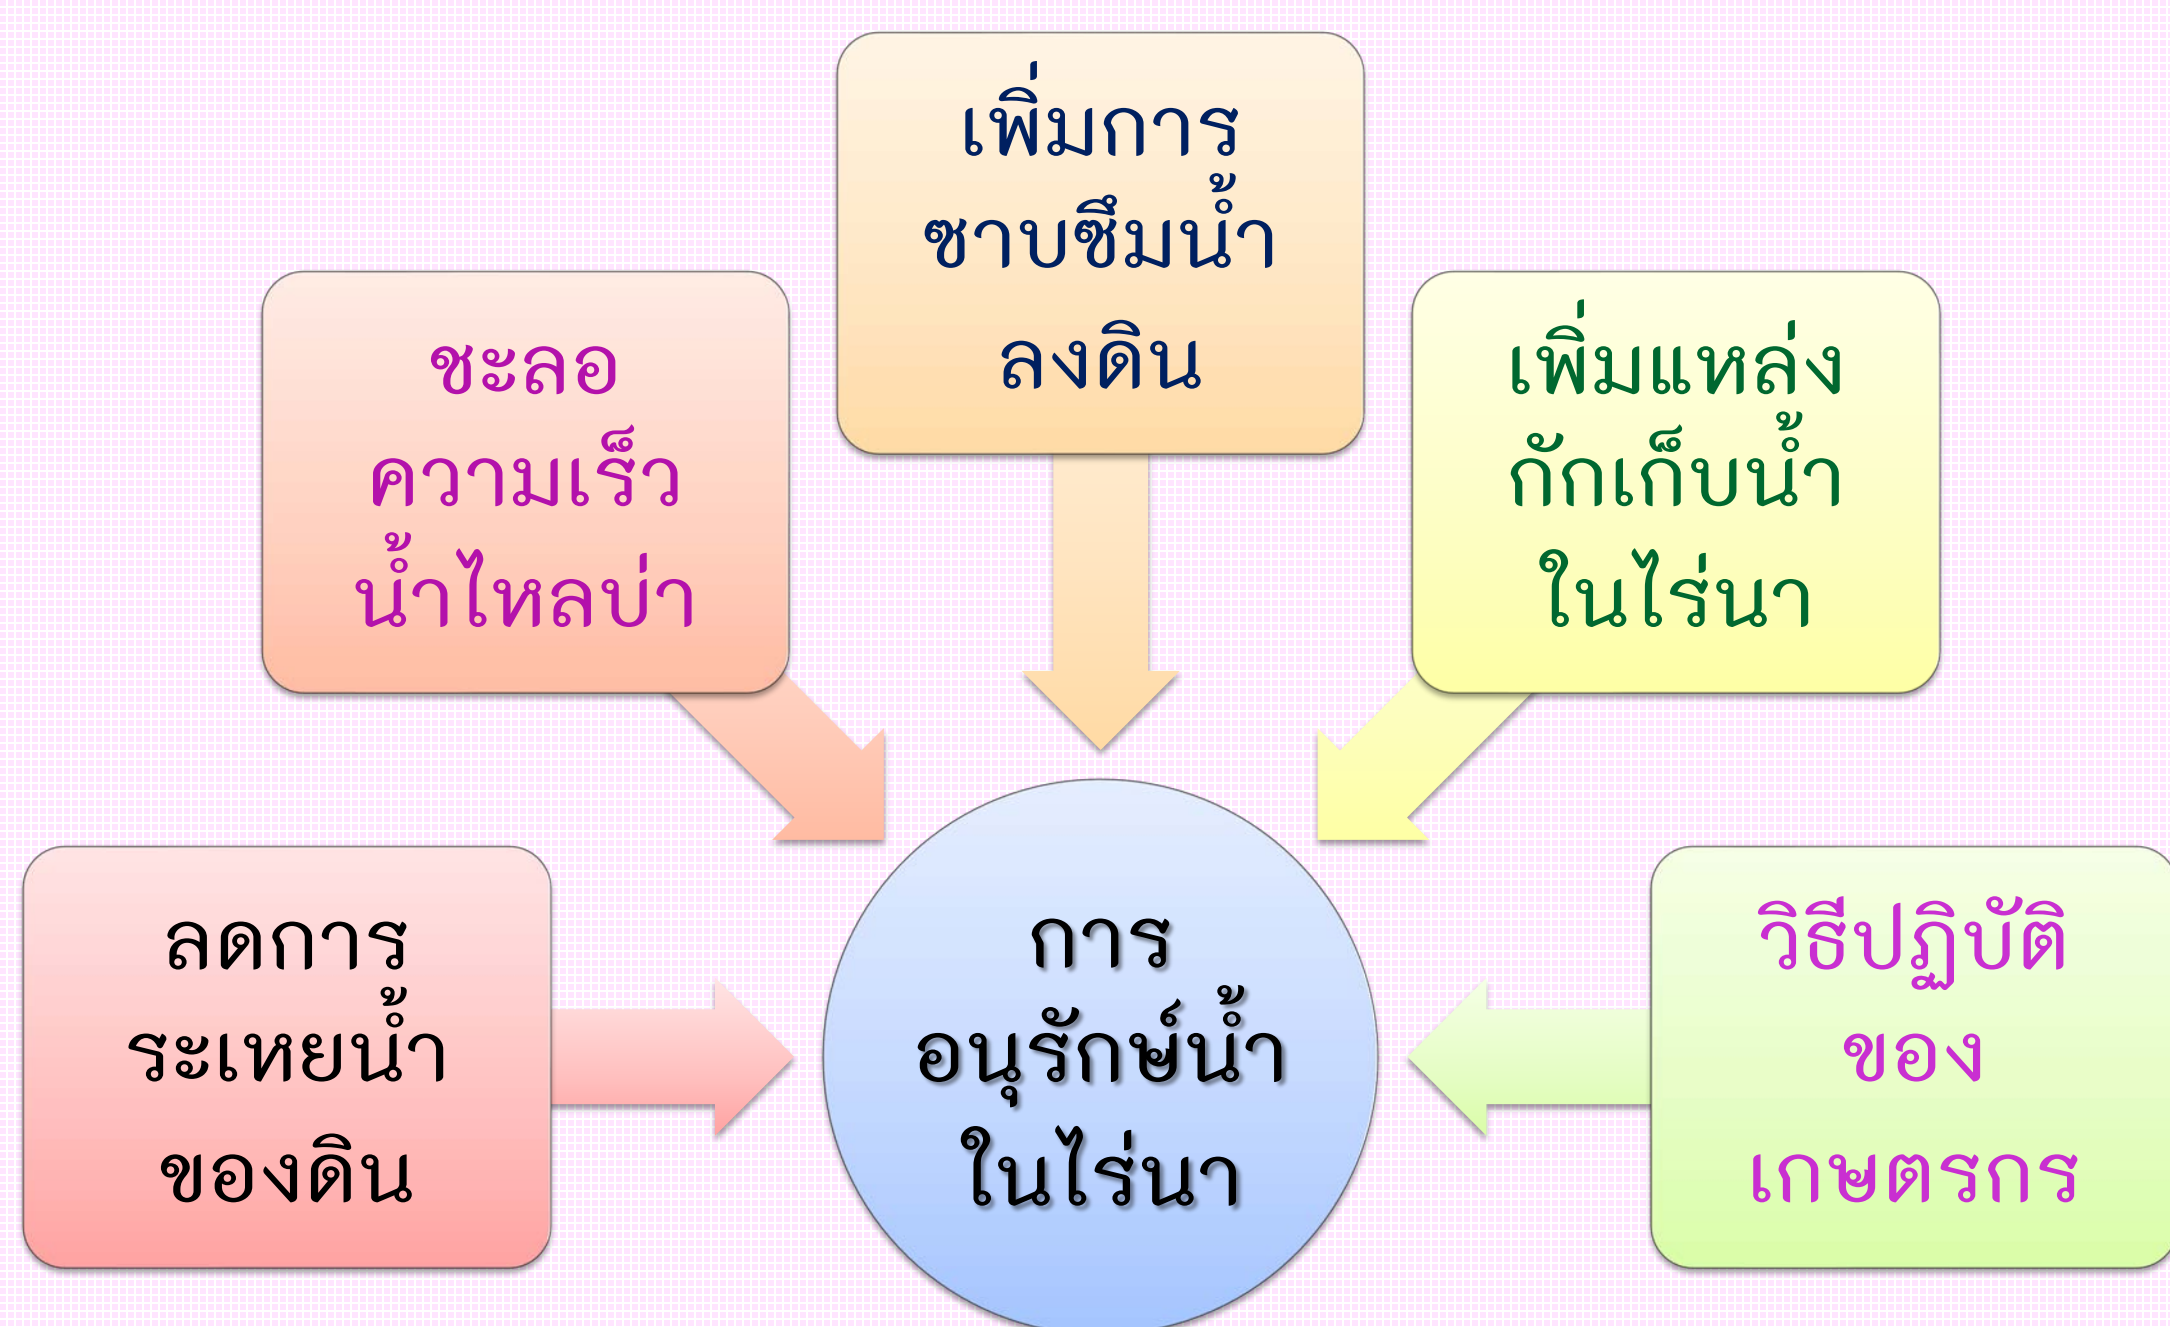 เพิ่มการ
ซาบซึมน้ำ
ลงดิน
ชะลอ
ความเร็ว
น้ำไหลบ่า
เพิ่มแหล่ง
กักเก็บน้ำ
ในไร่นา
ลดการ
ระเหยน้ำ
ของดิน
การ
อนุรักษ์น้ำ
ในไร่นา
วิธีปฏิบัติ
ของ
เกษตรกร